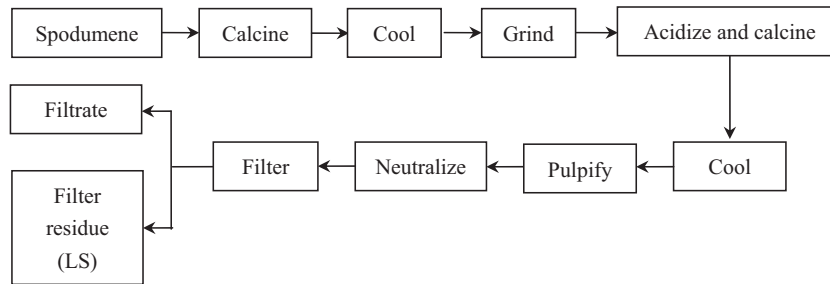 Spodumene
Calcine
Cool
Grind
Acidize and calcine
Cool
Pulpify
Neutralize
Filter
Filtrate
Filter
residue
(LS)